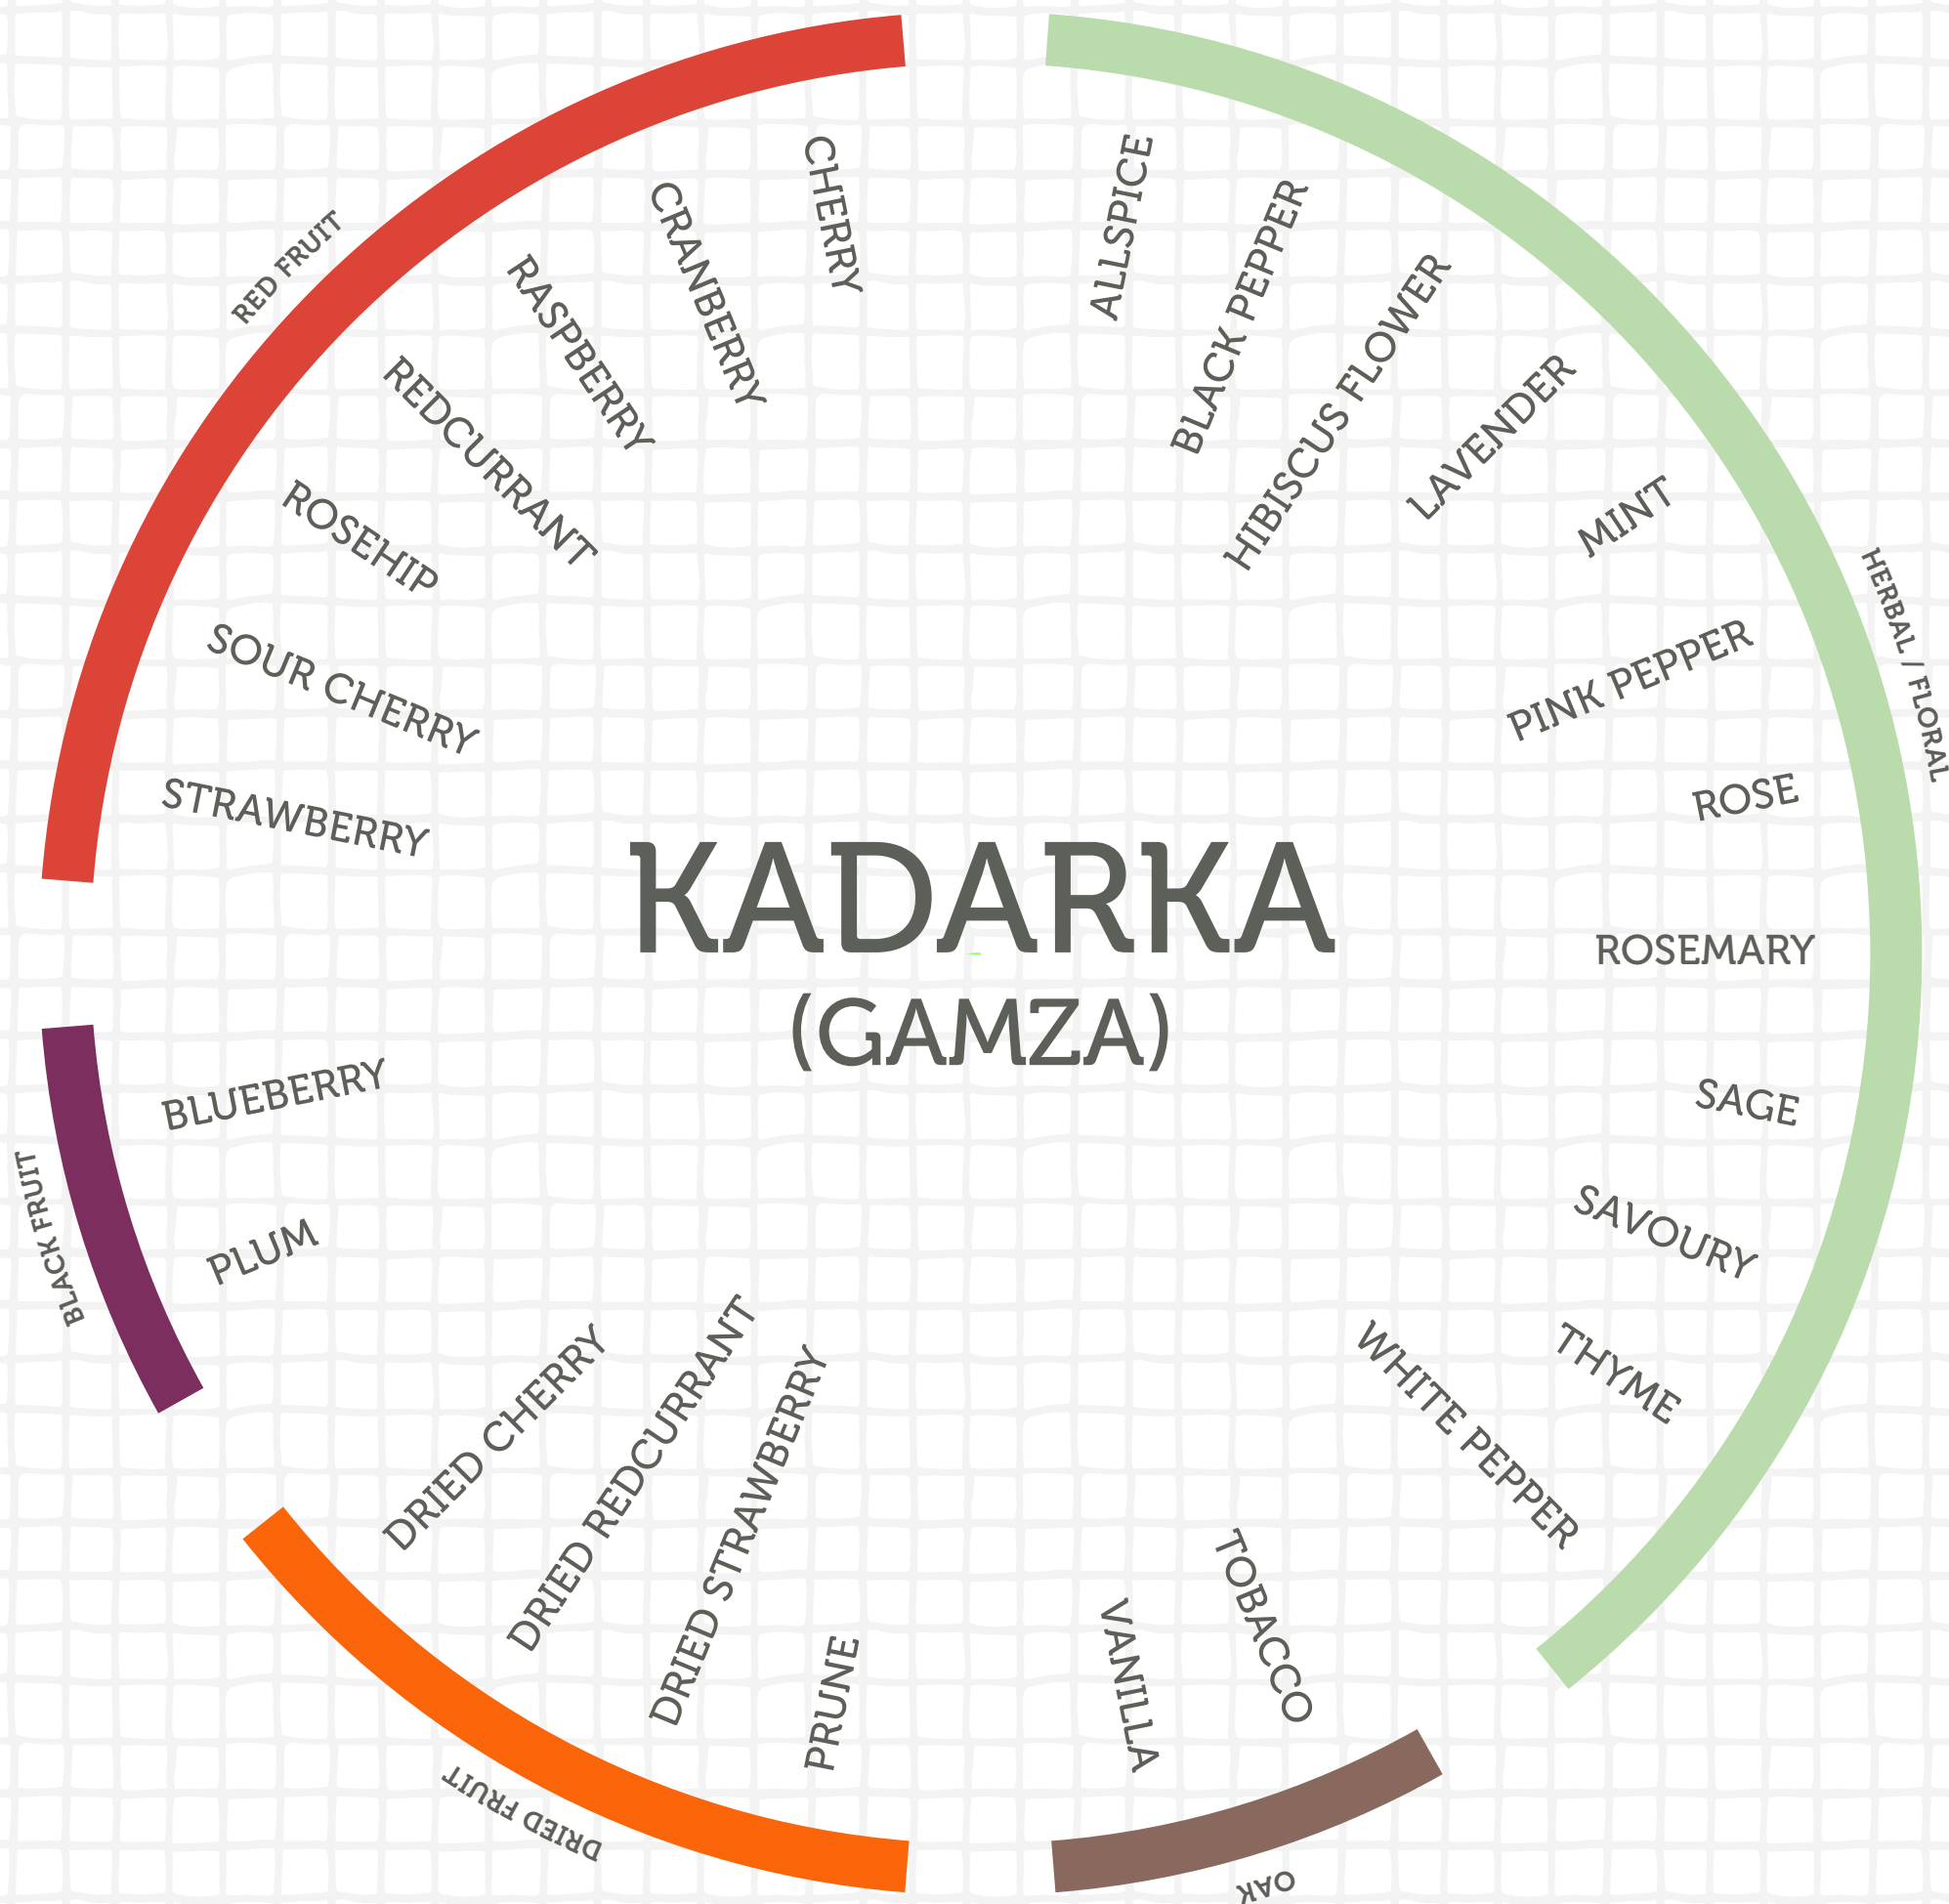 KADARKA
(GAMZA)
HERBAL / FLORAL
ALLSPICE
BLACK PEPPER
HIBISCUS FLOWER
LAVENDER
MINT
PINK PEPPER
ROSE
ROSEMARY
SAGE
SAVOURY
THYME
WHITE PEPPER
OAK
TOBACCO
VANILLA
DRIED FRUIT
PRUNE
DRIED STRAWBERRY
DRIED REDCURRANT
DRIED CHERRY
BLACK FRUIT
PLUM
BLUEBERRY
RED FRUIT
STRAWBERRY
SOUR CHERRY
ROSEHIP
REDCURRANT
RASPBERRY
CRANBERRY
CHERRY